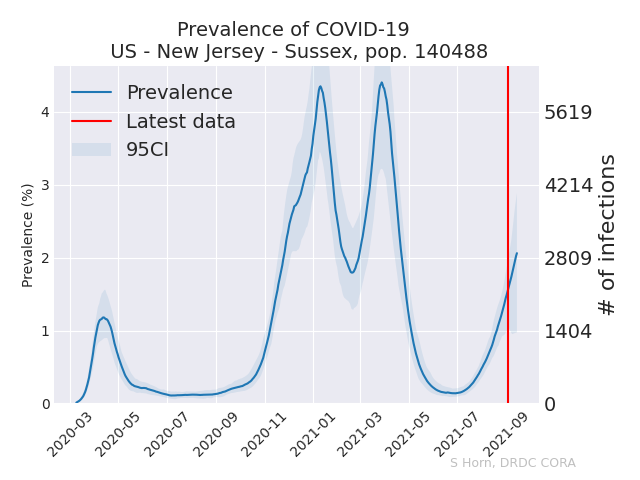 Prevalence of COVID-19
US - New Jersey - Sussex, pop. 140488
Prevalence
Latest data
95CI
Prevalence (%)
4
3
2
1
0
5619
4214
2809
1404
0
# of infections
2020-03
2020-05
2020-07
2020-09
2020-11
2021-01
2021-03
2021-05
2021-07
2021-09
S Horn, DRDC CORA